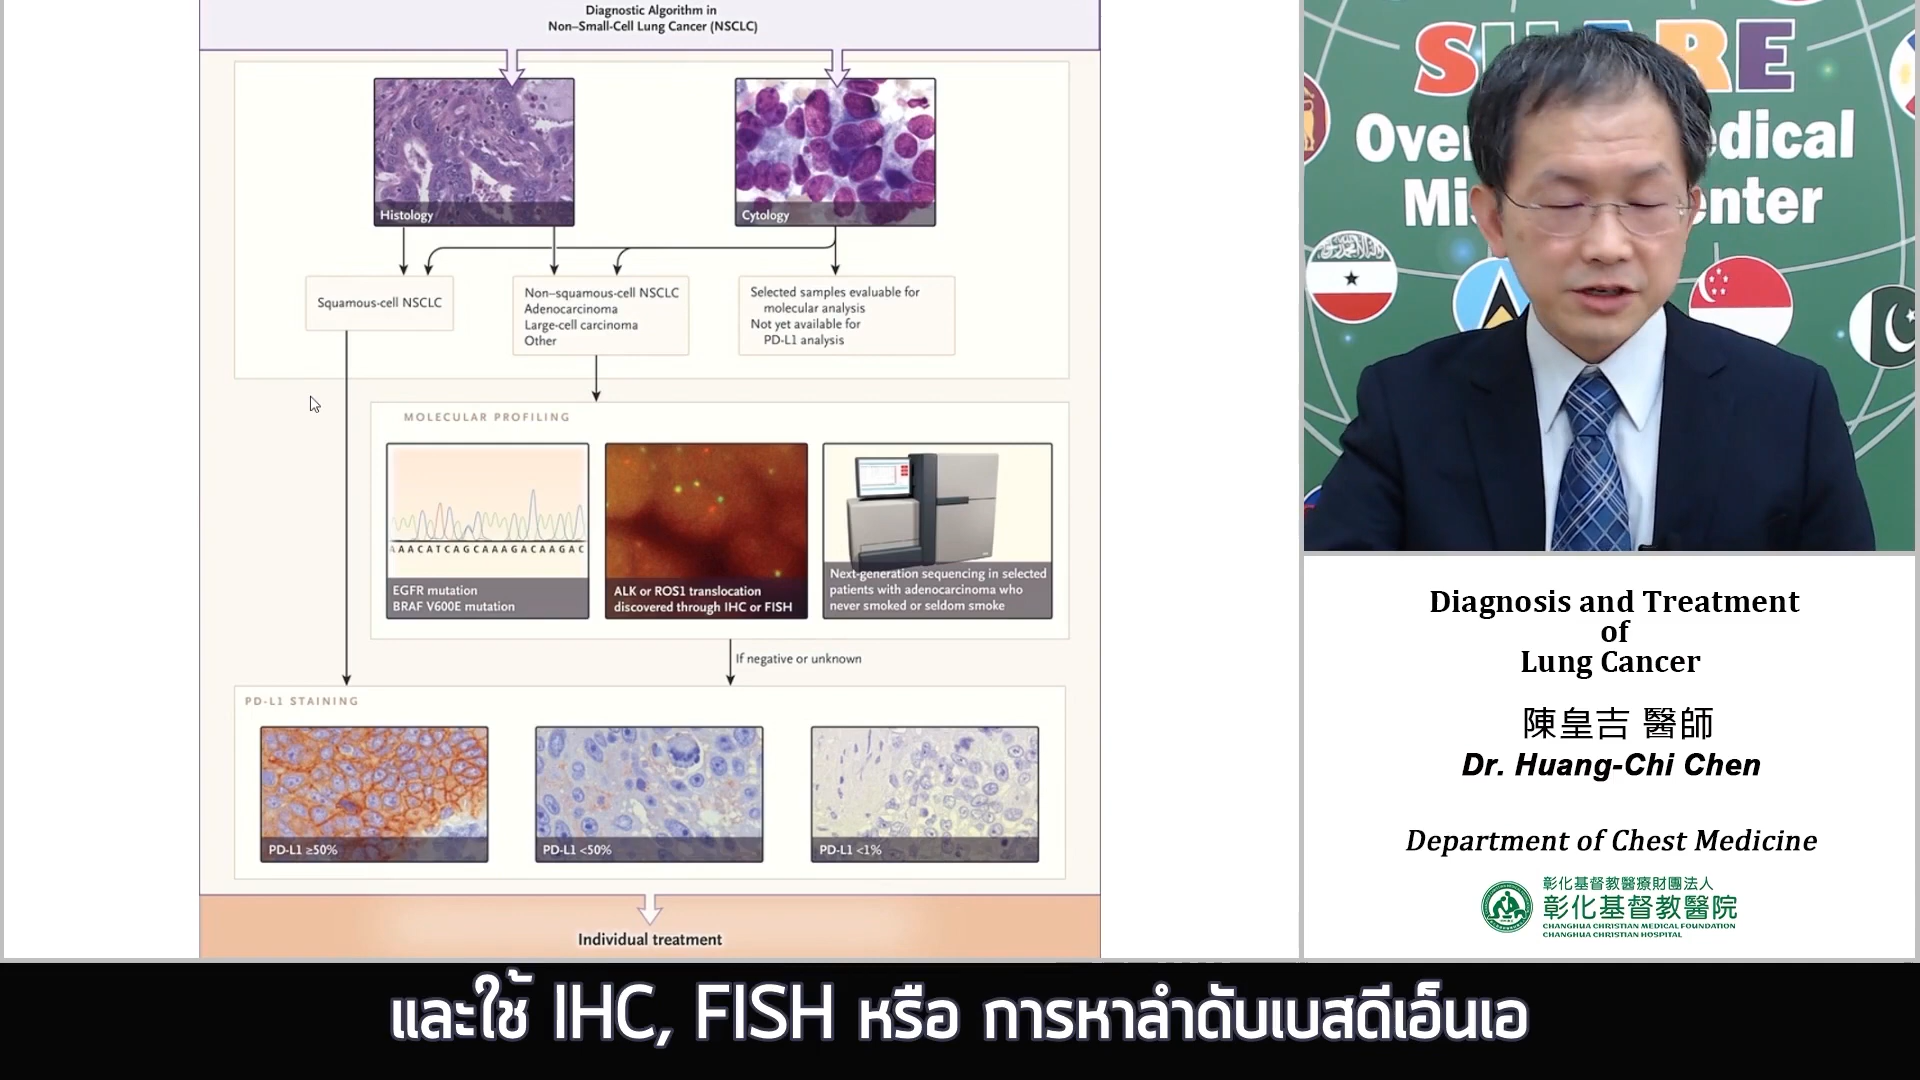 Diagnostic Algorithm in
Non–Small-Cell Lung Cancer (NSCLC)
Histology
Cytology
Squamous-cell NSCLC
Non–squamous-cell NSCLC
Adenocarcinoma
Large-cell carcinoma
Other
Selected samples evaluable for
molecular analysis
Not yet available for
PD-L1 analysis
MOLECULAR PROFILING
AAACATCAGCAAAGACAAGAC
EGFR mutation
BRAF V600E mutation
ALK or ROS1 translocation
discovered through IHC or FISH
Next-generation sequencing in selected
patients with adenocarcinoma who
never smoked or seldom smoke
If negative or unknown
PD-L1 STAINING
PD-L1 ≥50%
PD-L1 <50%
PD-L1 <1%
Individual treatment
Diagnosis and Treatment
of
Lung Cancer
陳皇吉 醫師
Dr. Huang-Chi Chen
Department of Chest Medicine
彰化基督教醫療財團法人
彰化基督教醫院
CHANGHUA CHRISTIAN MEDICAL FOUNDATION
CHANGHUA CHRISTIAN HOSPITAL
และใช้ IHC, FISH หรือ การหาลำดับเบสดีเอ็นเอ